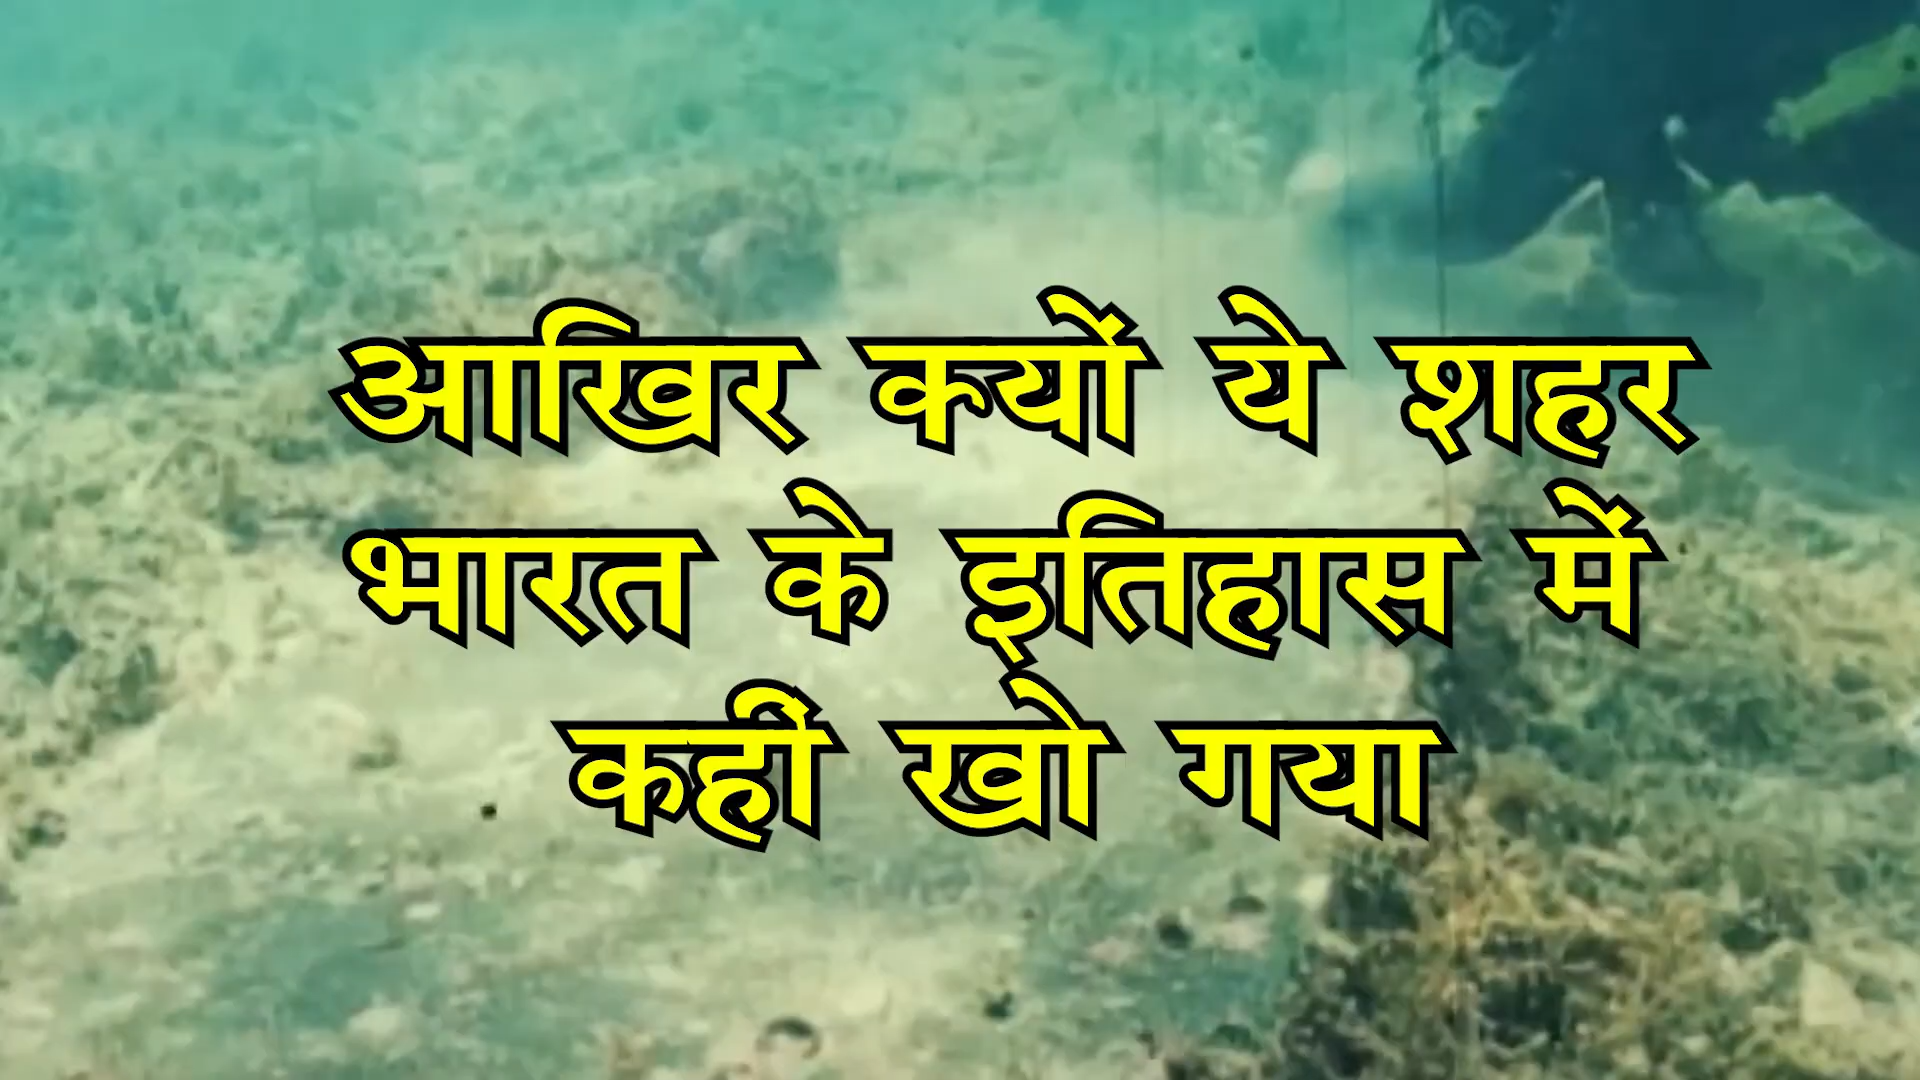 आखिर क्यों ये शहर
भारत के इतिहास में
कहीं खो गया